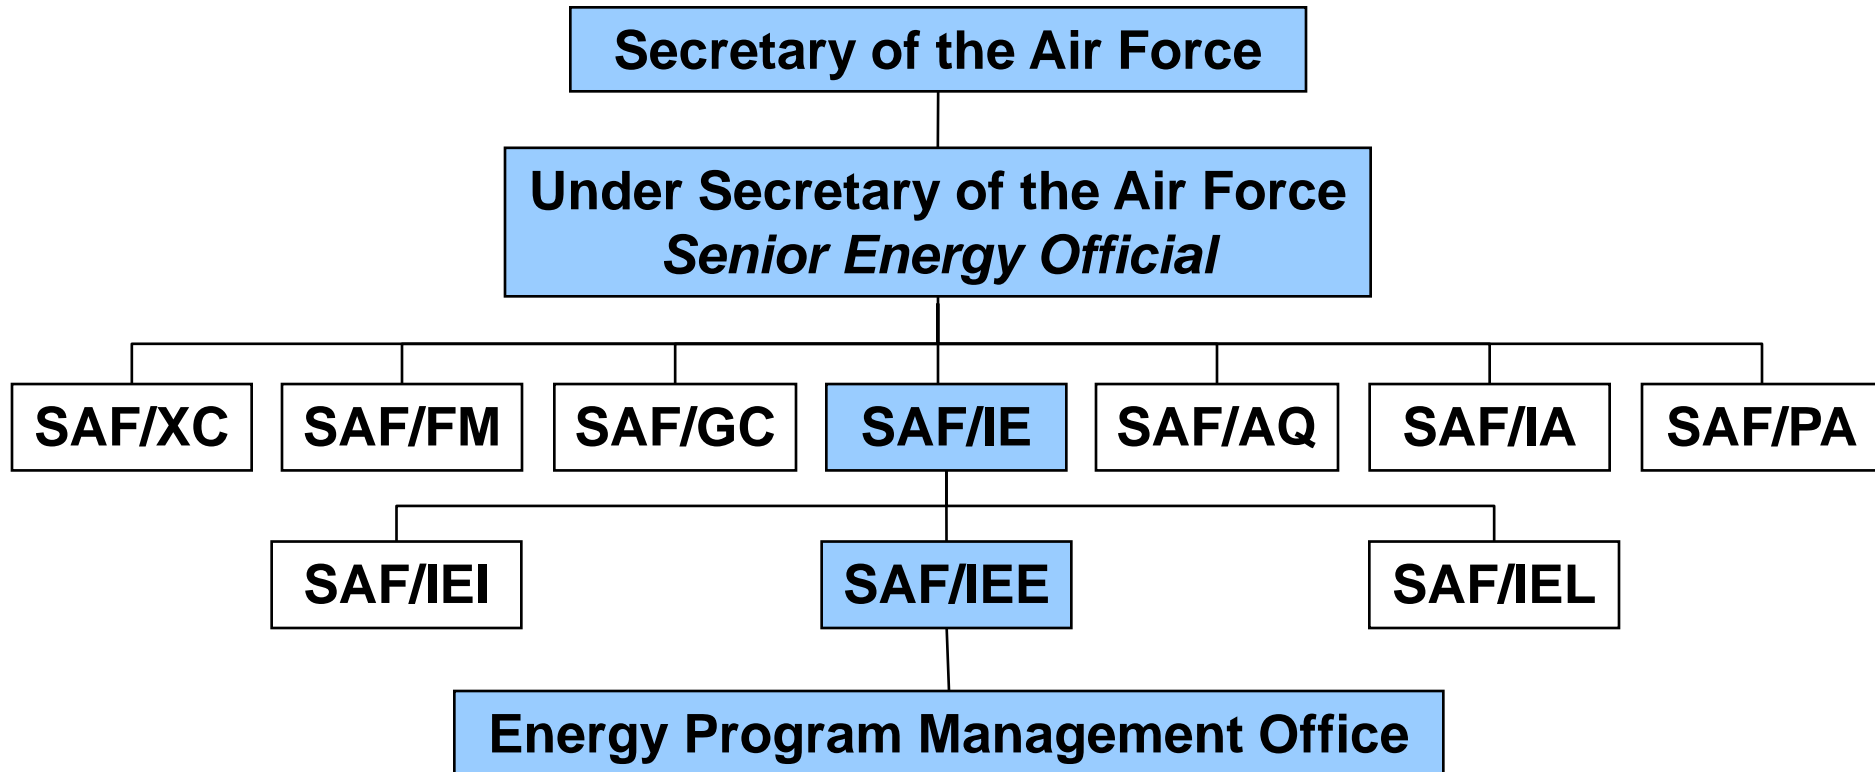 Secretary of the Air Force
Under Secretary of the Air Force
Senior Energy Official
SAF/XC
SAF/FM
SAF/GC
SAF/IE
SAF/AQ
SAF/IA
SAF/PA
SAF/IEI
SAF/IEE
SAF/IEL
Energy Program Management Office